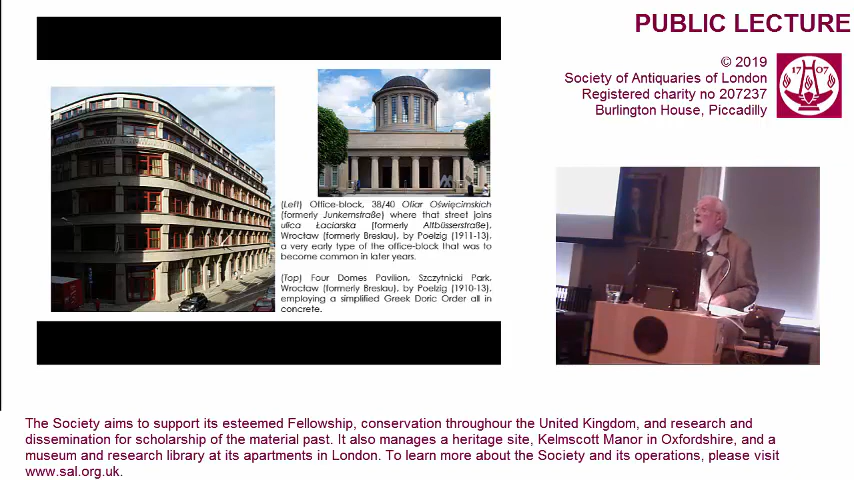 PUBLIC LECTURE
© 2019
Society of Antiquaries of London
Registered charity no 207237
Burlington House, Piccadilly
17 07
(Left) Office-block, 38/40 Ofiar Oświęcimskich
(formerly Junkernstraße) where that street joins
ulica Łaciarska (formerly Altbüsserstraße),
Wrocław (formerly Breslau), by Poelzig (1911-13),
a very early type of the office-block that was to
become common in later years.
(Top) Four Domes Pavilion, Szczytnicki Park,
Wrocław (formerly Breslau), by Poelzig (1910-13),
employing a simplified Greek Doric Order all in
concrete.
The Society aims to support its esteemed Fellowship, conservation throughour the United Kingdom, and research and
dissemination for scholarship of the material past. It also manages a heritage site, Kelmscott Manor in Oxfordshire, and a
museum and research library at its apartments in London. To learn more about the Society and its operations, please visit
www.sal.org.uk.